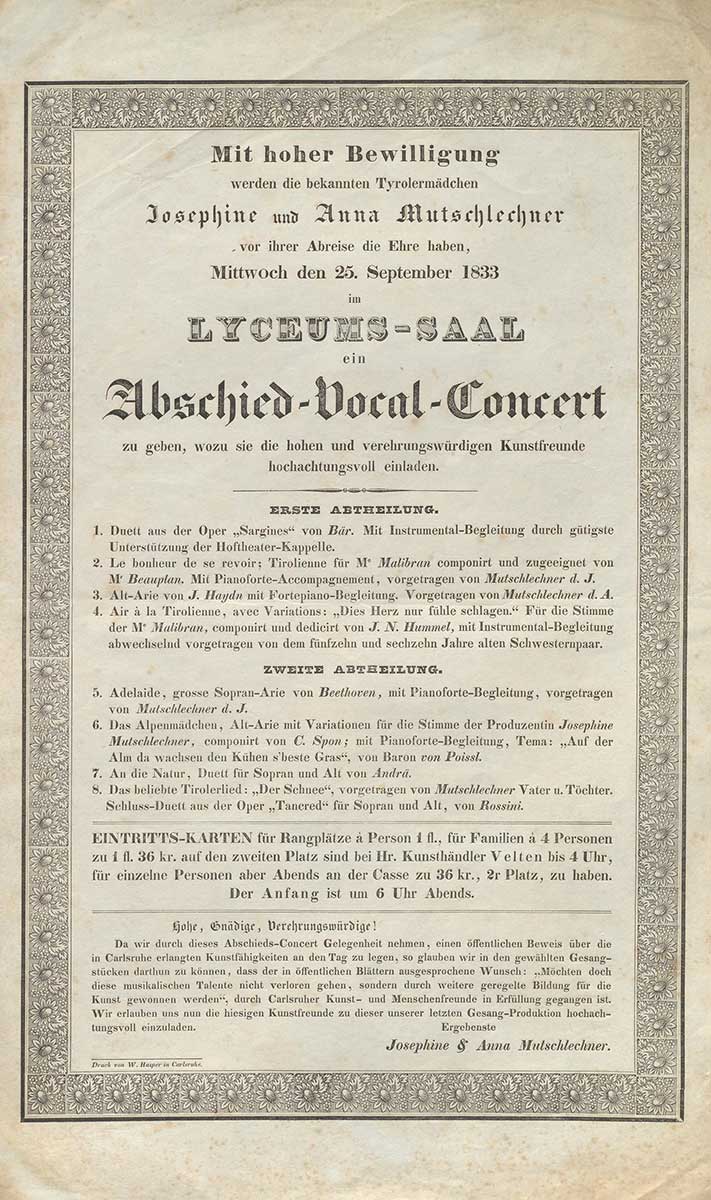 Mit hoher Bewilligung
werden die bekannten Tyrolermädchen
Josephine und Anna Mutschlechner
vor ihrer Abreise die Ehre haben,
Mittwoch den 25. September 1833
im
LYCEUMS-SAAL
ein
Abschied-Vocal-Concert
zu geben, wozu sie die hohen und verehrungswürdigen Kunstfreunde
hochachtungsvoll einladen.
ERSTE ABTHEILUNG.
1. Duett aus der Oper „Sargines“ von Bär. Mit Instrumental-Begleitung durch gütigste
Unterstützung der Hoftheater-Kappelle.
2. Le bonheur de se revoir; Tirolienne für Me Malibran componirt und zugeeignet von
Mr Beauplan. Mit Pianoforte-Accompagnement, vorgetragen von Mutschlechner d. J.
3. Alt-Arie von J. Haydn mit Fortepiano-Begleitung. Vorgetragen von Mutschlechner d. A.
4. Air à la Tirolienne, avec Variations: „Dies Herz nur fühle schlagen.“ Für die Stimme
der Me Malibran, componirt und dedicirt von J. N. Hummel, mit Instrumental-Begleitung
abwechselnd vorgetragen von dem fünfzehn und sechzehn Jahre alten Schwesternpaar.
ZWEITE ABTHEILUNG.
5. Adelaide, grosse Sopran-Arie von Beethoven, mit Pianoforte-Begleitung, vorgetragen
von Mutschlechner d. J.
6. Das Alpenmädchen, Alt-Arie mit Variationen für die Stimme der Produzentin Josephine
Mutschlechner, componirt von C. Spon; mit Pianoforte-Begleitung, Tema: „Auf der
Alm da wachsen den Kühen s'beste Gras“, von Baron von Poissl.
7. An die Natur, Duett für Sopran und Alt von Andrä.
8. Das beliebte Tirolerlied: „Der Schnee“, vorgetragen von Mutschlechner Vater u. Töchter.
Schluss-Duett aus der Oper „Tancred“ für Sopran und Alt, von Rossini.
EINTRITTS-KARTEN für Rangplätze à Person 1 fl., für Familien à 4 Personen
zu 1 fl. 36 kr. auf den zweiten Platz sind bei Hr. Kunsthändler Velten bis 4 Uhr,
für einzelne Personen aber Abends an der Casse zu 36 kr., 2r Platz, zu haben.
Der Anfang ist um 6 Uhr Abends.
Hohe, Gnädige, Verehrungswürdige!
Da wir durch dieses Abschieds-Concert Gelegenheit nehmen, einen öffentlichen Beweis über die
in Carlsruhe erlangten Kunstfähigkeiten an den Tag zu legen, so glauben wir in den gewählten Gesang-
stücken darthun zu können, dass der in öffentlichen Blättern ausgesprochene Wunsch: „Möchten doch
diese musikalischen Talente nicht verloren gehen, sondern durch weitere geregelte Bildung für die
Kunst gewonnen werden“, durch Carlsruher Kunst- und Menschenfreunde in Erfüllung gegangen ist.
Wir erlauben uns nun die hiesigen Kunstfreunde zu dieser unserer letzten Gesang-Produktion hochach-
tungsvoll einzuladen. Ergebenste
Josephine & Anna Mutschlechner.
Druck von W. Hasper in Carlsruhe.